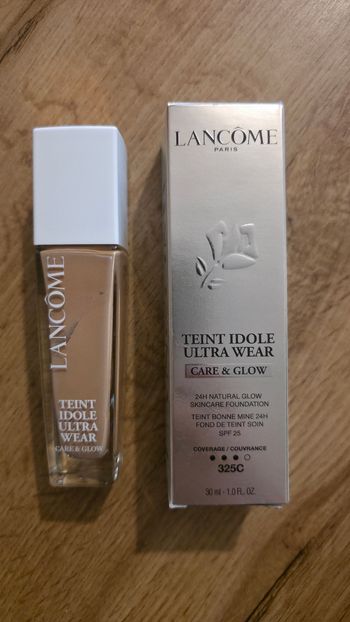 LANCÔME
TEINT
IDOLE
ULTRA
WEAR
CARE & GLOW
LANCÔME
PARIS
TEINT IDOLE
ULTRA WEAR
CARE & GLOW
24H NATURAL GLOW
SKINCARE FOUNDATION
TEINT BONNE MINE 24H
FOND DE TEINT SOIN
SPF 25
COVERAGE / COUVRANCE
325C
30 ml - 1.0 FL. OZ.